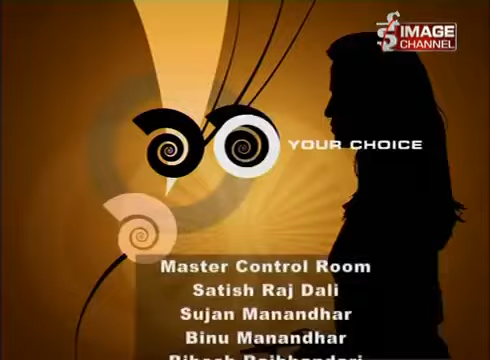 IMAGE
CHANNEL
YOUR CHOICE
Master Control Room
Satish Raj Dali
Sujan Manandhar
Binu Manandhar